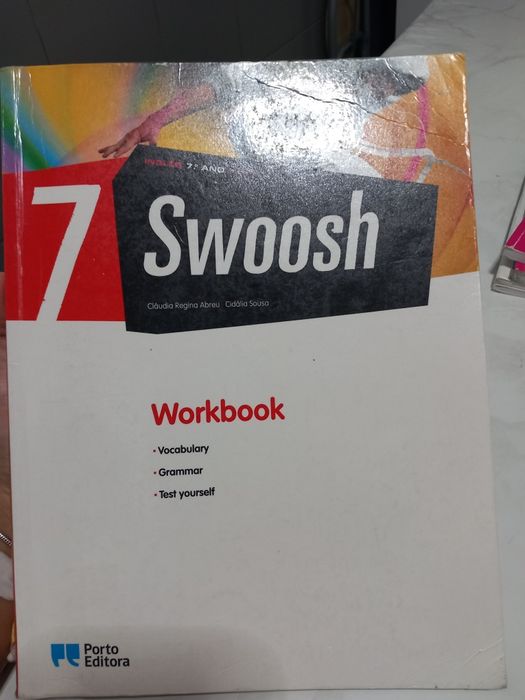 INGLÊS 7.º ANO
7
Swoosh
Cláudia Regina Abreu Cidália Sousa
Workbook
• Vocabulary
• Grammar
• Test yourself
Porto
Editora